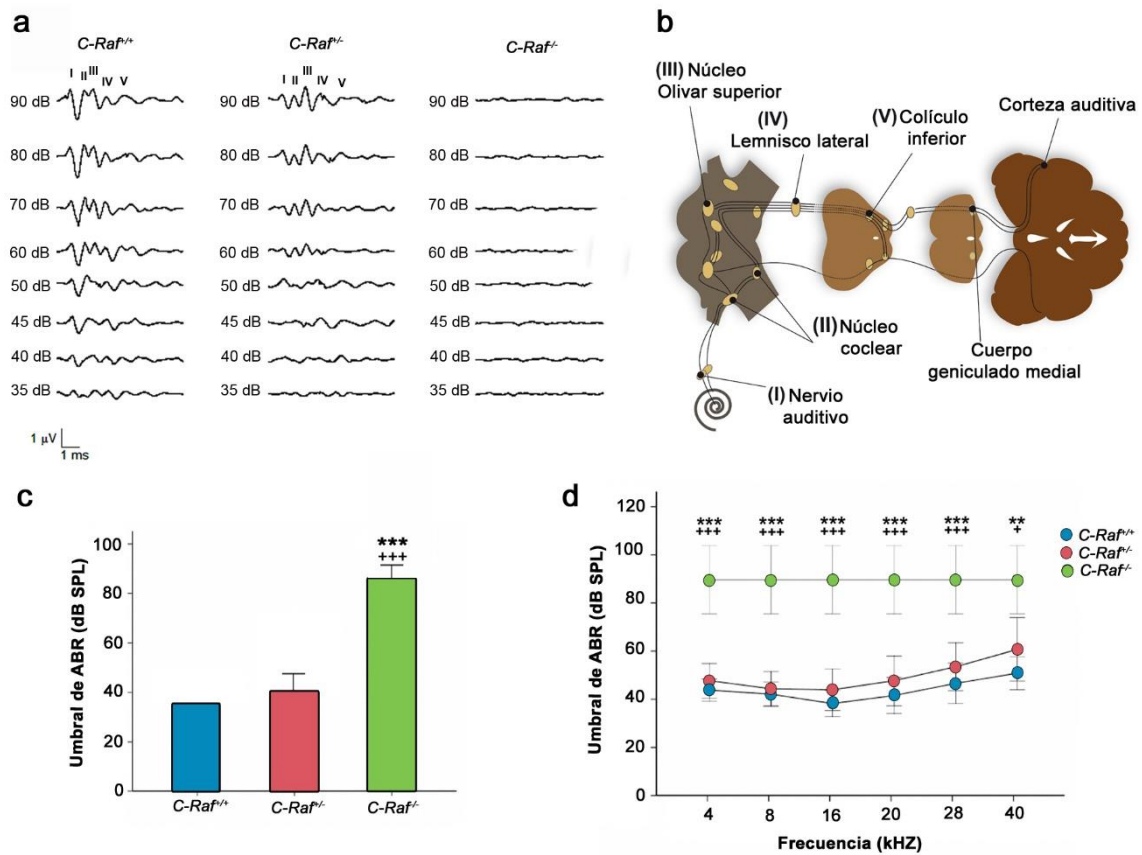 a
C-Raf+/+
C-Raf+/-
C-Raf-/-
I II III IV V
I II III IV V
90 dB
80 dB
70 dB
60 dB
50 dB
45 dB
40 dB
35 dB
90 dB
80 dB
70 dB
60 dB
50 dB
45 dB
40 dB
35 dB
90 dB
80 dB
70 dB
60 dB
50 dB
45 dB
40 dB
35 dB
1 µV
1 ms
b
(III) Núcleo
Olivar superior
(IV)
Lemnisco lateral
(V) Colículo
inferior
Corteza auditiva
(II) Núcleo
coclear
Cuerpo
geniculado medial
(I) Nervio
auditivo
c
Umbral de ABR (dB SPL)
100
80
60
40
20
0
***
+++
C-Raf+/+
C-Raf+/-
C-Raf-/-
d
Umbral de ABR (dB SPL)
120
100
80
60
40
20
0
*** *** *** *** *** **
+++ +++ +++ +++ +++ +
C-Raf+/+
C-Raf+/-
C-Raf-/-
4 8 16 20 28 40
Frecuencia (kHZ)